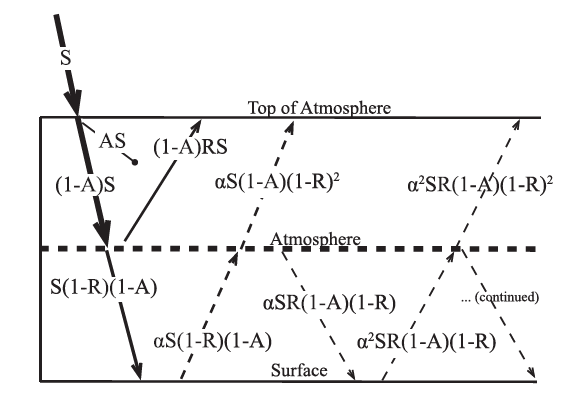 S
Top of Atmosphere
AS
(1-A)RS
(1-A)S
αS(1-A)(1-R)²
α²SR(1-A)(1-R)²
Atmosphere
S(1-R)(1-A)
αSR(1-A)(1-R)
... (continued)
αS(1-R)(1-A)
α²SR(1-A)(1-R)
Surface